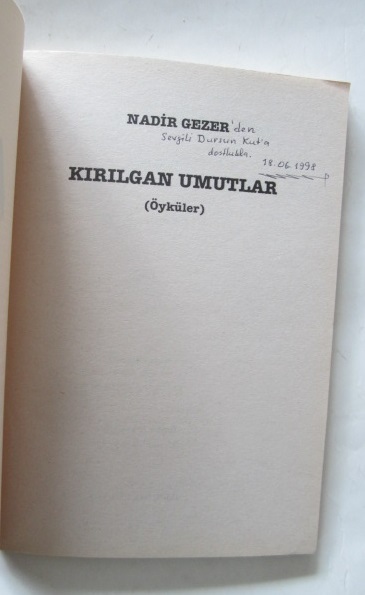 NADİR GEZER'den
Sevgili Dursun Kut'a
dostlukla.
18.06.1998
KIRILGAN UMUTLAR
(Öyküler)